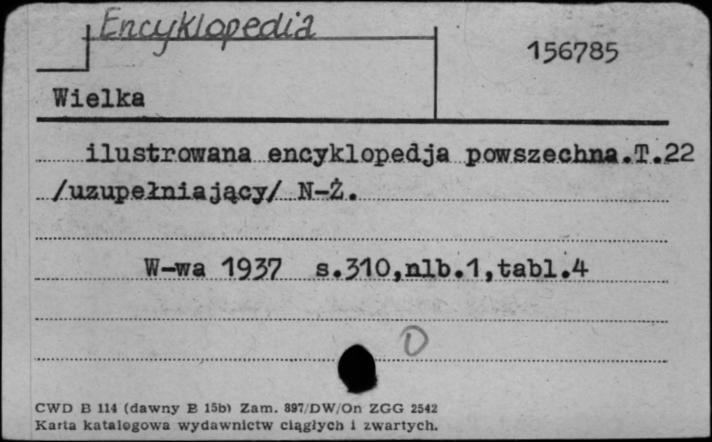 Encyklopedia
156785
Wielka
ilustrowana encyklopedja powszechna.T.22
/uzupełniający/ N-Ż.
W-wa 1937 s.310,nlb.1,tabl.4
D
CWD B 114 (dawny B 15b) Zam. 897/DW/On ZGG 2542
Karta katalogowa wydawnictw ciągłych i zwartych.